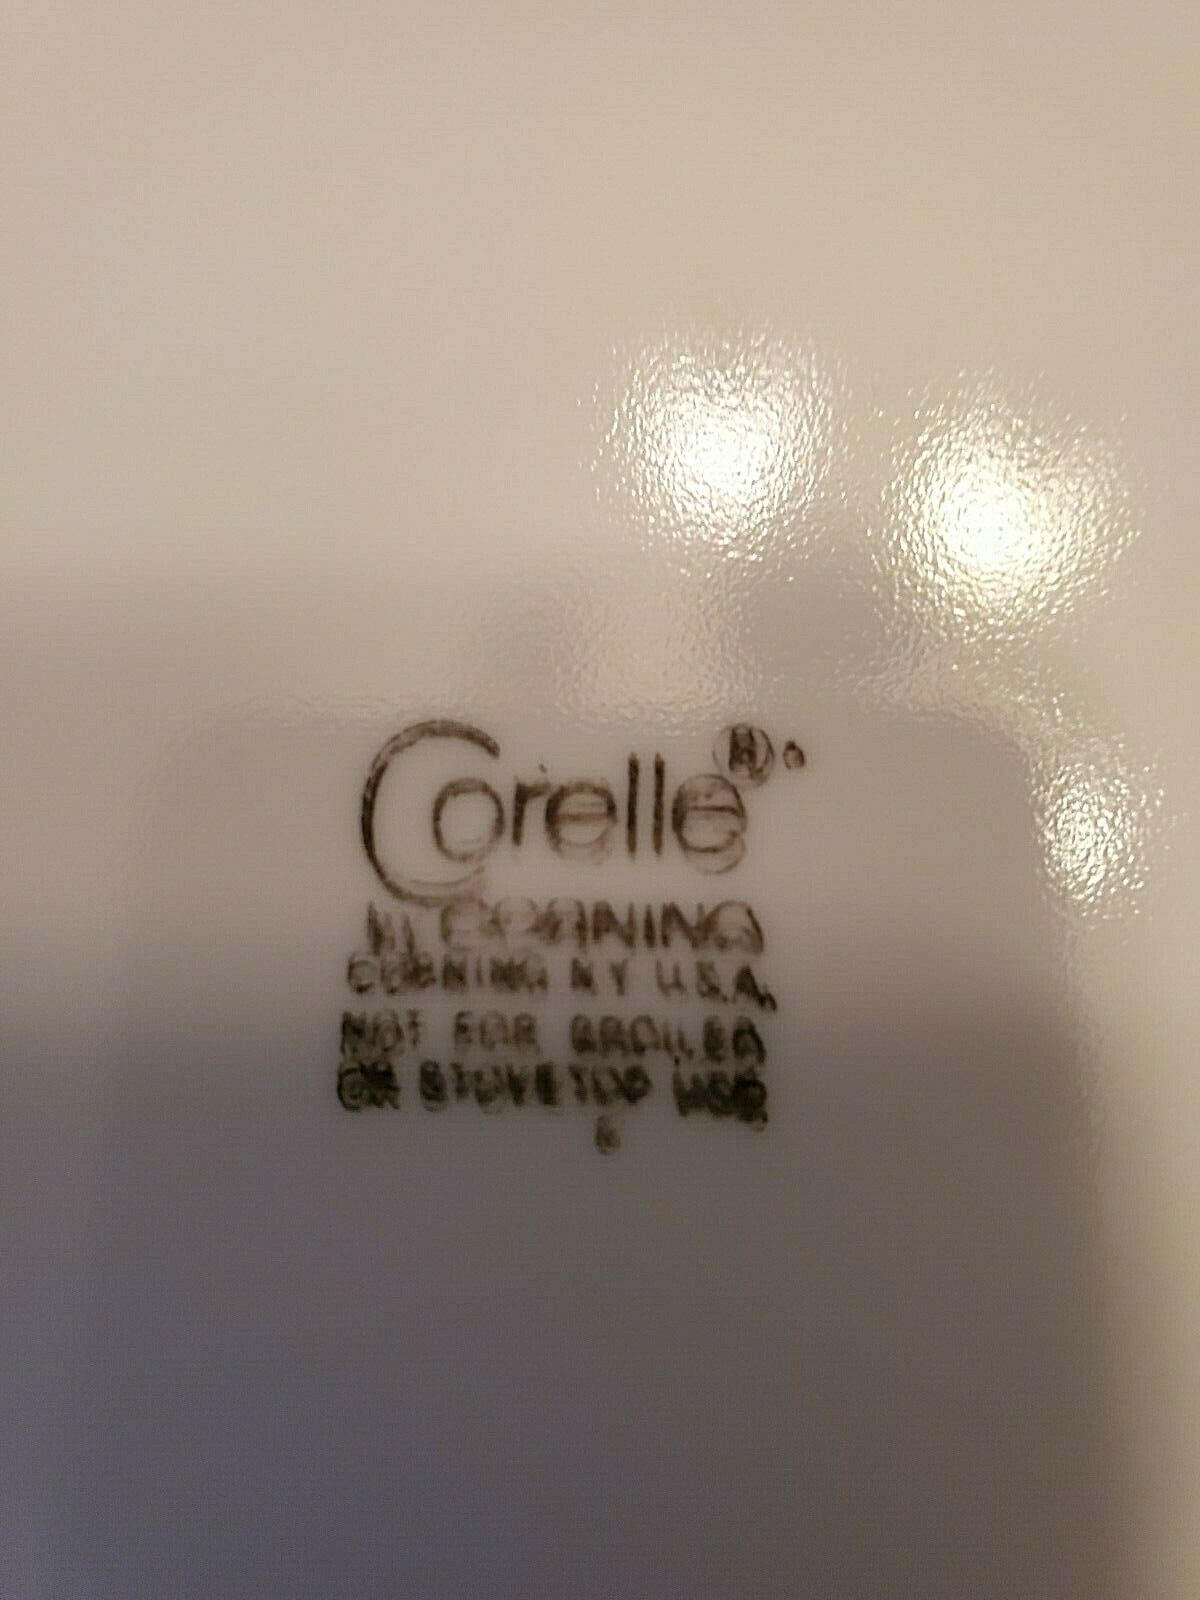 Corelle®
CORNING
CORNING NY U.S.A.
NOT FOR BROILER
OR STOVETOP USE